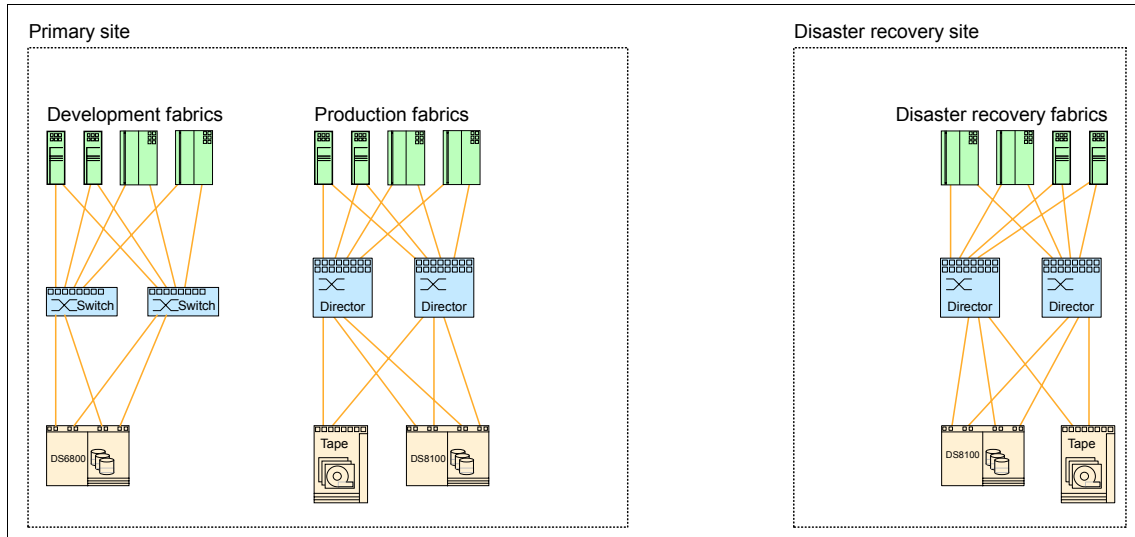 Primary site
Disaster recovery site
Development fabrics
Production fabrics
Disaster recovery fabrics
Switch
Switch
Director
Director
Director
Director
DS6800
Tape
DS8100
DS8100
Tape